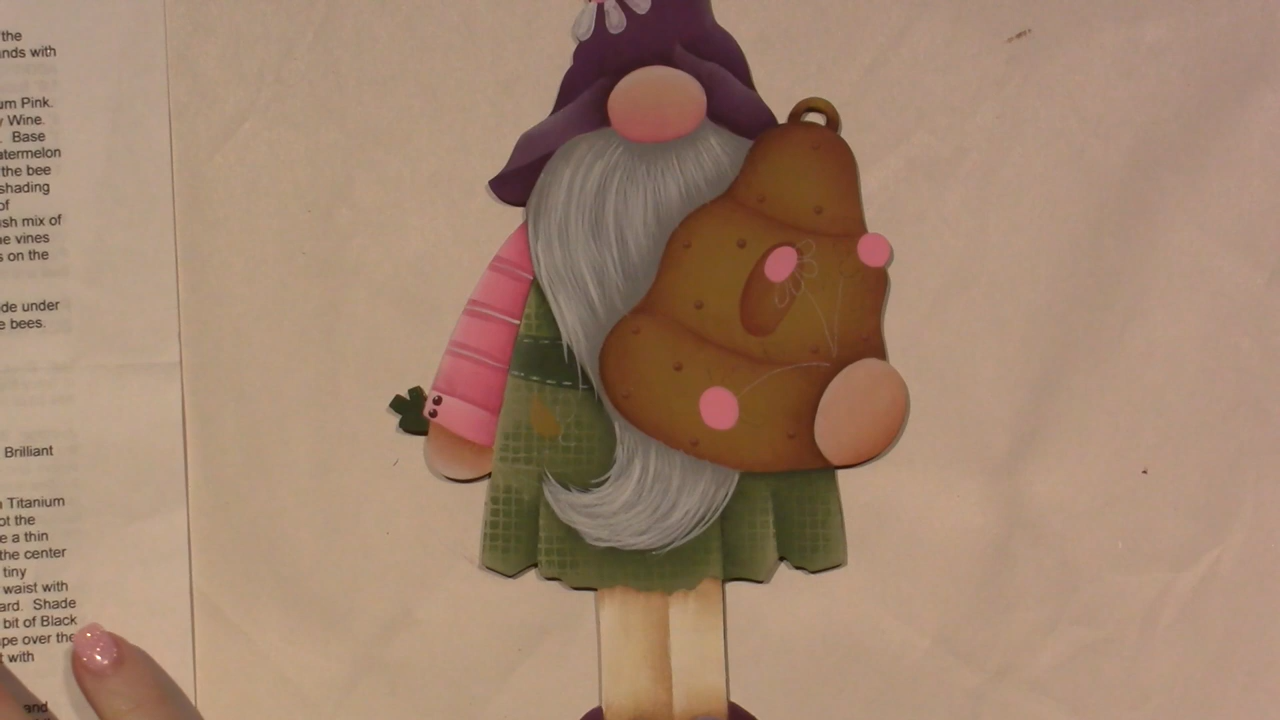 the
nds with
um Pink.
Wine.
. Base
atermelon
the bee
shading
of
sh mix of
e vines
s on the
de under
e bees.
Brilliant
Titanium
ot the
e a thin
the center
tiny
waist with
ard. Shade
bit of Black
pe over the
with
and